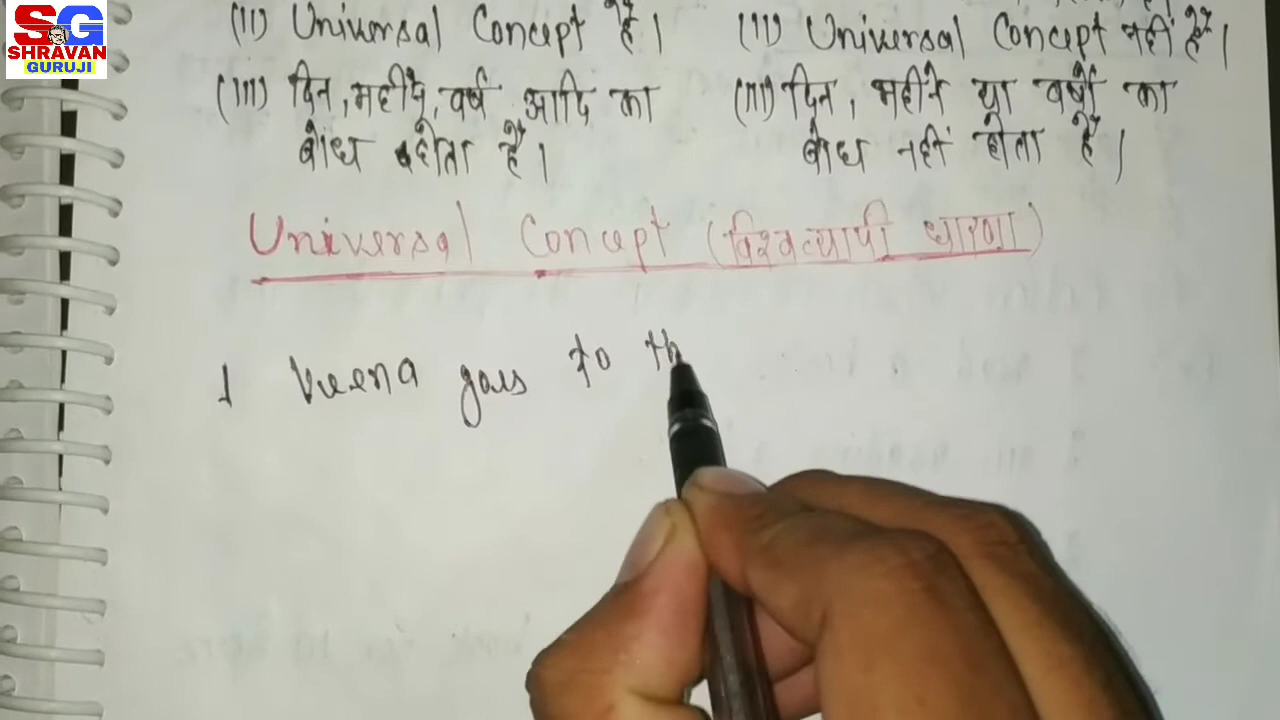 SG
SHRAVAN
GURUJI
(II) Universal Concept है।
(III) दिन, महीने, वर्ष आदि का
बोध होता है।
(II) Universal Concept नहीं है।
(III) दिन, महीने या वर्षों का
बोध नहीं होता है।
Universal Concept (विश्वव्यापी धारणा)
1 Veena goes to th